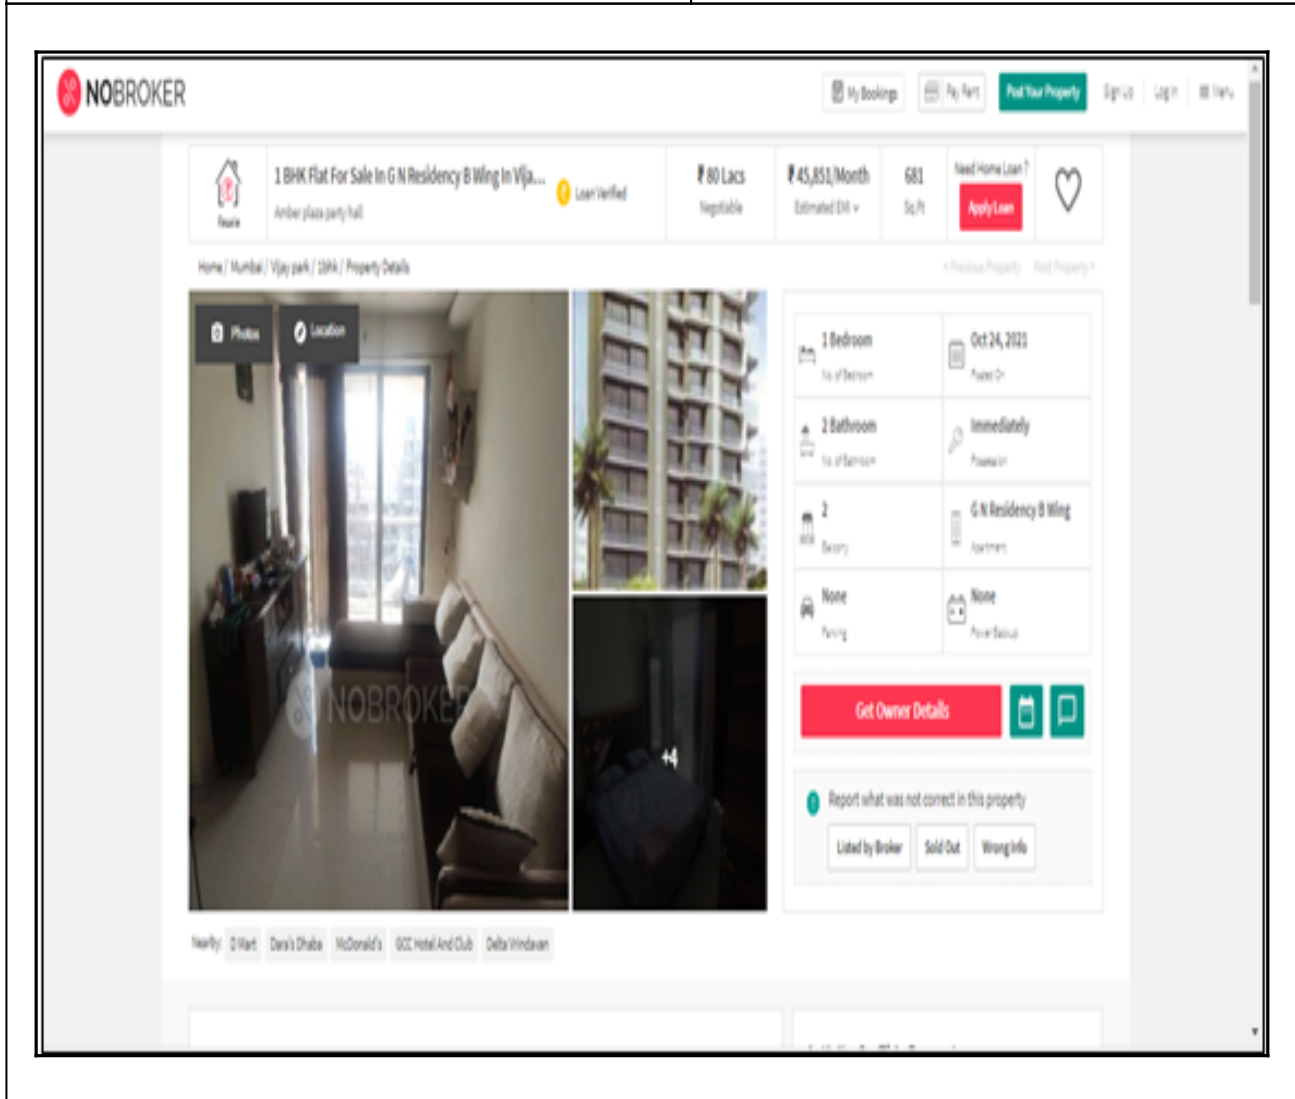 NOBROKER
My Bookings
Pay Rent
Post Your Property
Sign Up
Log in
Menu
Resale
1 BHK Flat For Sale In G N Residency B Wing In Vija...
Amber plaza party hall
Loan Verified
₹ 80 Lacs
Negotiable
₹ 45,851/Month
Estimated EMI
681
Sq.Ft
Need Home Loan ?
Apply Loan
Home / Mumbai / Vijay park / 1bhk / Property Details
< Previous Property Next Property >
Photos
Location
NOBROKER
+4
1 Bedroom
No. of Bedroom
Oct 24, 2021
Posted On
2 Bathroom
No. of Bathroom
Immediately
Possession
2
Balcony
G N Residency B Wing
Apartment
None
Parking
None
Power Backup
Get Owner Details
Report what was not correct in this property
Listed by Broker
Sold Out
Wrong Info
Nearby: D Mart Dara's Dhaba McDonald's GCC Hotel And Club Delta Vrindavan